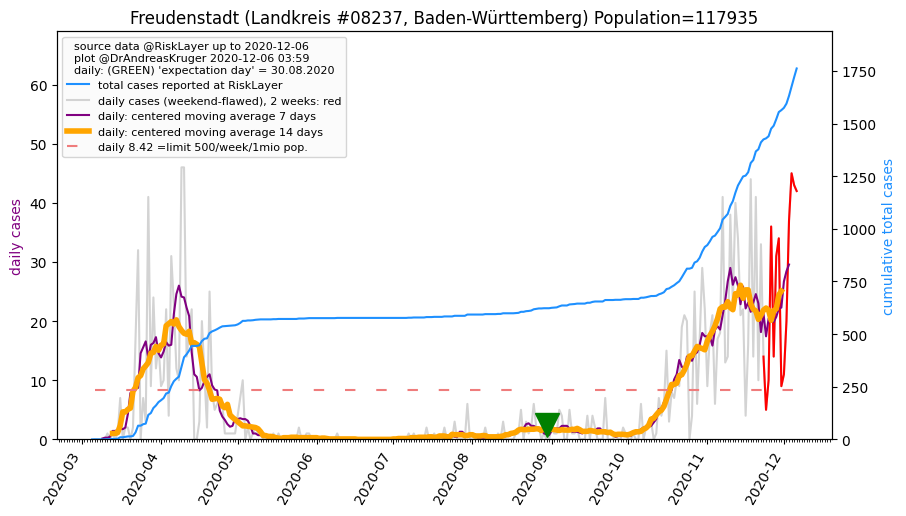 Freudenstadt (Landkreis #08237, Baden-Württemberg) Population=117935
source data @RiskLayer up to 2020-12-06
plot @DrAndreasKruger 2020-12-06 03:59
daily: (GREEN) 'expectation day' = 30.08.2020
total cases reported at RiskLayer
daily cases (weekend-flawed), 2 weeks: red
daily: centered moving average 7 days
daily: centered moving average 14 days
daily 8.42 =limit 500/week/1mio pop.
daily cases
60
50
40
30
20
10
0
cumulative total cases
1750
1500
1250
1000
750
500
250
0
2020-03
2020-04
2020-05
2020-06
2020-07
2020-08
2020-09
2020-10
2020-11
2020-12